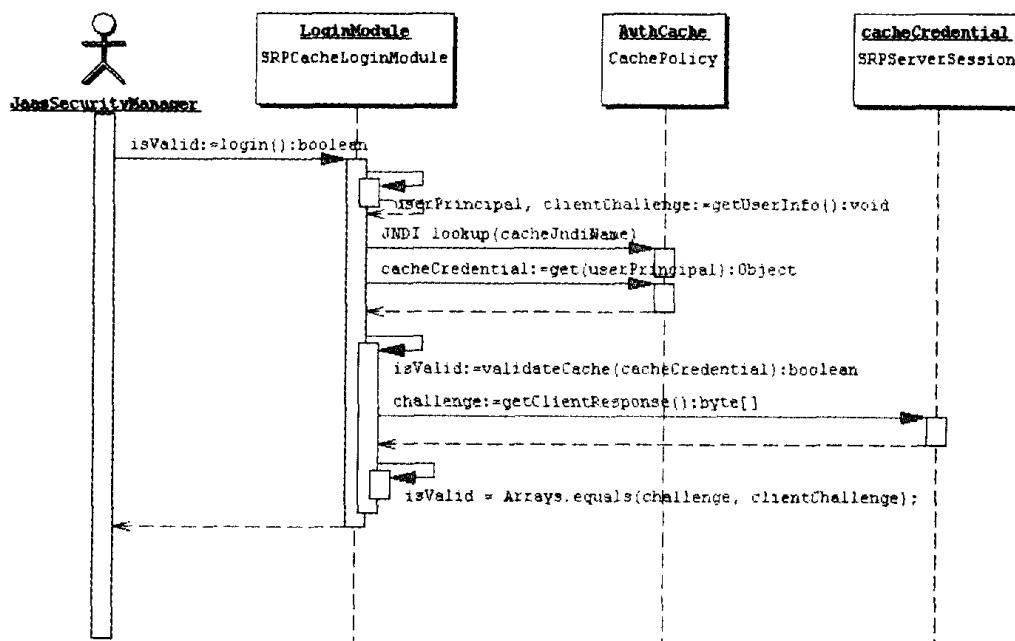 LoginModule
SRPCacheLoginModule
AuthCache
CachePolicy
cacheCredential
SRPServerSession
JaasSecurityManager
isValid:=login():boolean
userPrincipal, clientChallenge:=getUserInfo():void
JNDI lookup(cacheJndiName)
cacheCredential:=get(userPrincipal):Object
isValid:=validateCache(cacheCredential):boolean
challenge:=getClientResponse():byte[]
isValid = Arrays.equals(challenge, clientChallenge);